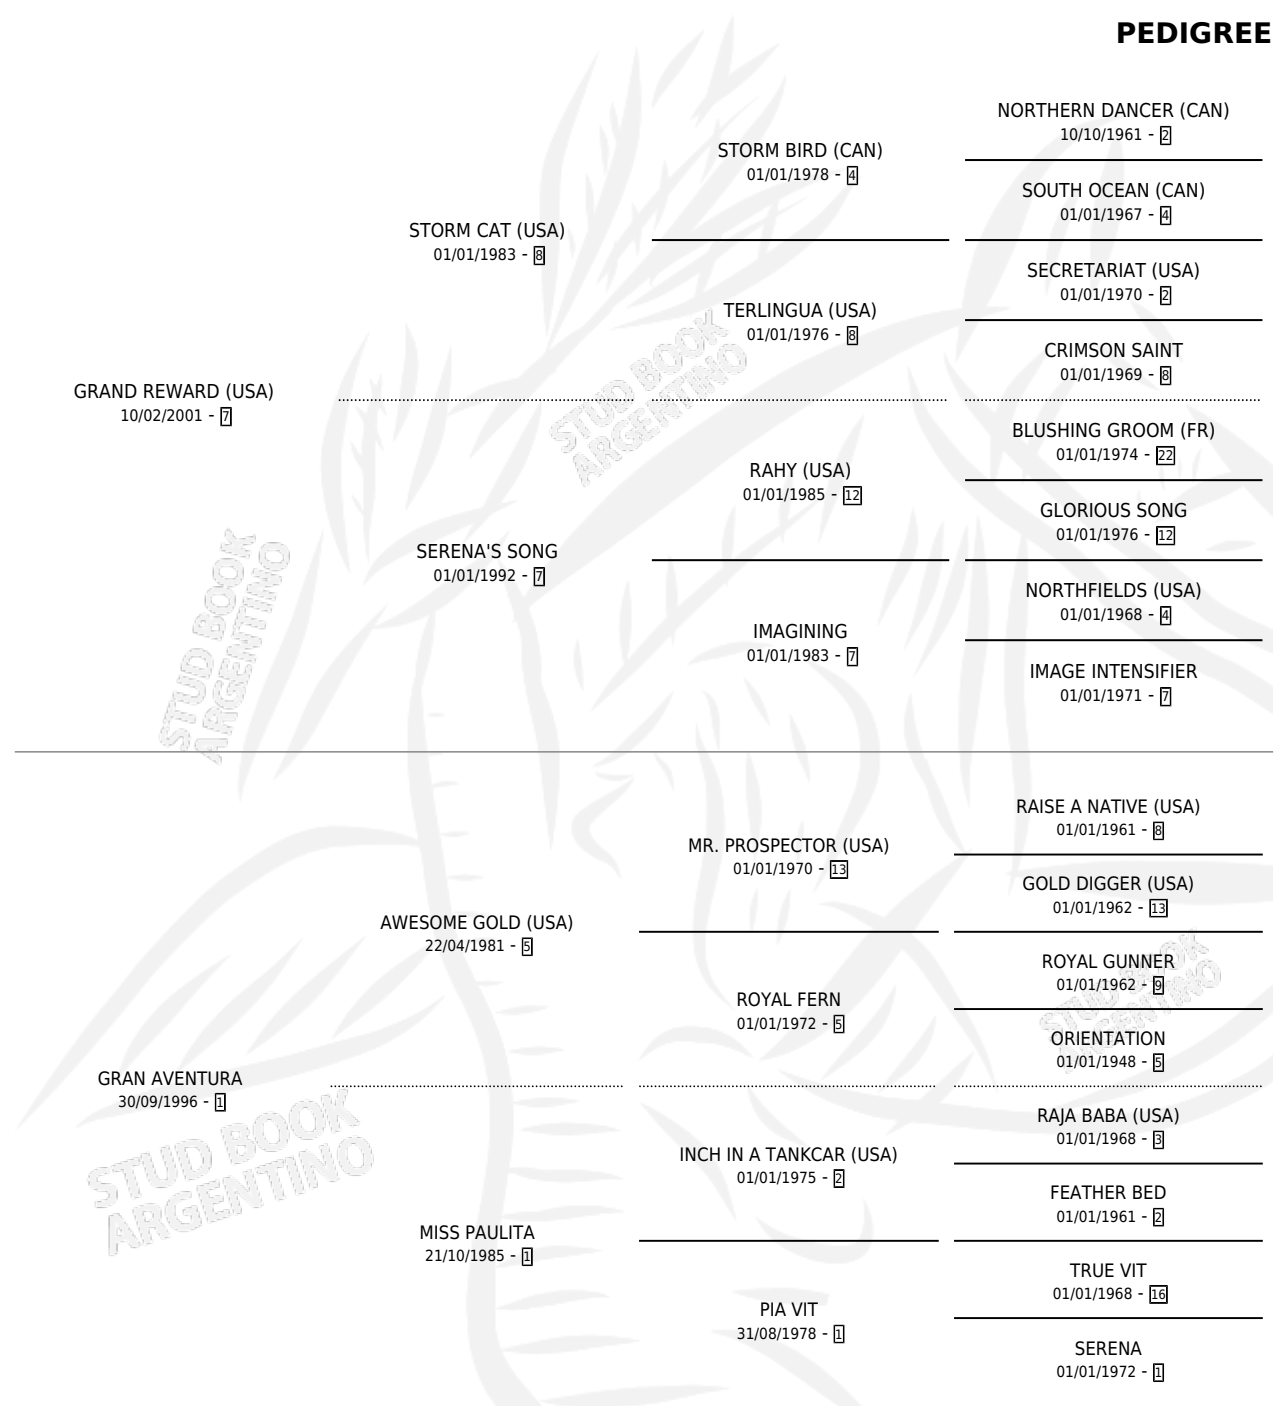 PEDIGREE
NORTHERN DANCER (CAN)
10/10/1961 - 2
STORM BIRD (CAN)
01/01/1978 - 4
SOUTH OCEAN (CAN)
01/01/1967 - 4
STORM CAT (USA)
01/01/1983 - 8
SECRETARIAT (USA)
01/01/1970 - 2
TERLINGUA (USA)
01/01/1976 - 8
CRIMSON SAINT
01/01/1969 - 8
GRAND REWARD (USA)
10/02/2001 - 7
BLUSHING GROOM (FR)
01/01/1974 - 22
RAHY (USA)
01/01/1985 - 12
GLORIOUS SONG
01/01/1976 - 12
SERENA'S SONG
01/01/1992 - 7
NORTHFIELDS (USA)
01/01/1968 - 4
IMAGINING
01/01/1983 - 7
IMAGE INTENSIFIER
01/01/1971 - 7
RAISE A NATIVE (USA)
01/01/1961 - 8
MR. PROSPECTOR (USA)
01/01/1970 - 13
GOLD DIGGER (USA)
01/01/1962 - 13
AWESOME GOLD (USA)
22/04/1981 - 5
ROYAL GUNNER
01/01/1962 - 9
ROYAL FERN
01/01/1972 - 5
ORIENTATION
01/01/1948 - 5
GRAN AVENTURA
30/09/1996 - 1
RAJA BABA (USA)
01/01/1968 - 3
INCH IN A TANKCAR (USA)
01/01/1975 - 2
FEATHER BED
01/01/1961 - 2
MISS PAULITA
21/10/1985 - 1
TRUE VIT
01/01/1968 - 16
PIA VIT
31/08/1978 - 1
SERENA
01/01/1972 - 1
STUD BOOK
ARGENTINO
STUD BOOK
ARGENTINO
STUD BOOK
ARGENTINO
STUD BOOK
ARGENTINO